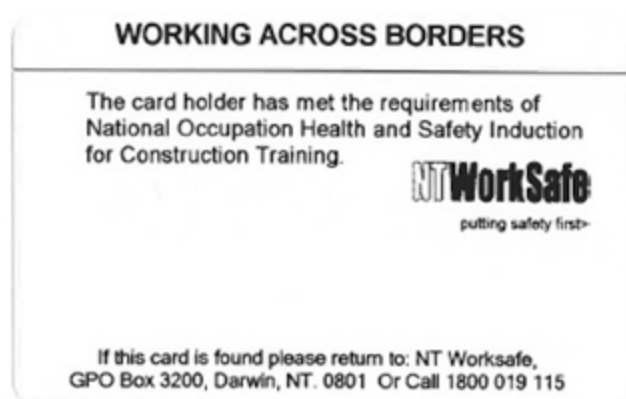 WORKING ACROSS BORDERS
The card holder has met the requirements of
National Occupation Health and Safety Induction
for Construction Training.
NTWorkSafe
putting safety first>
If this card is found please return to: NT Worksafe,
GPO Box 3200, Darwin, NT. 0801 Or Call 1800 019 115